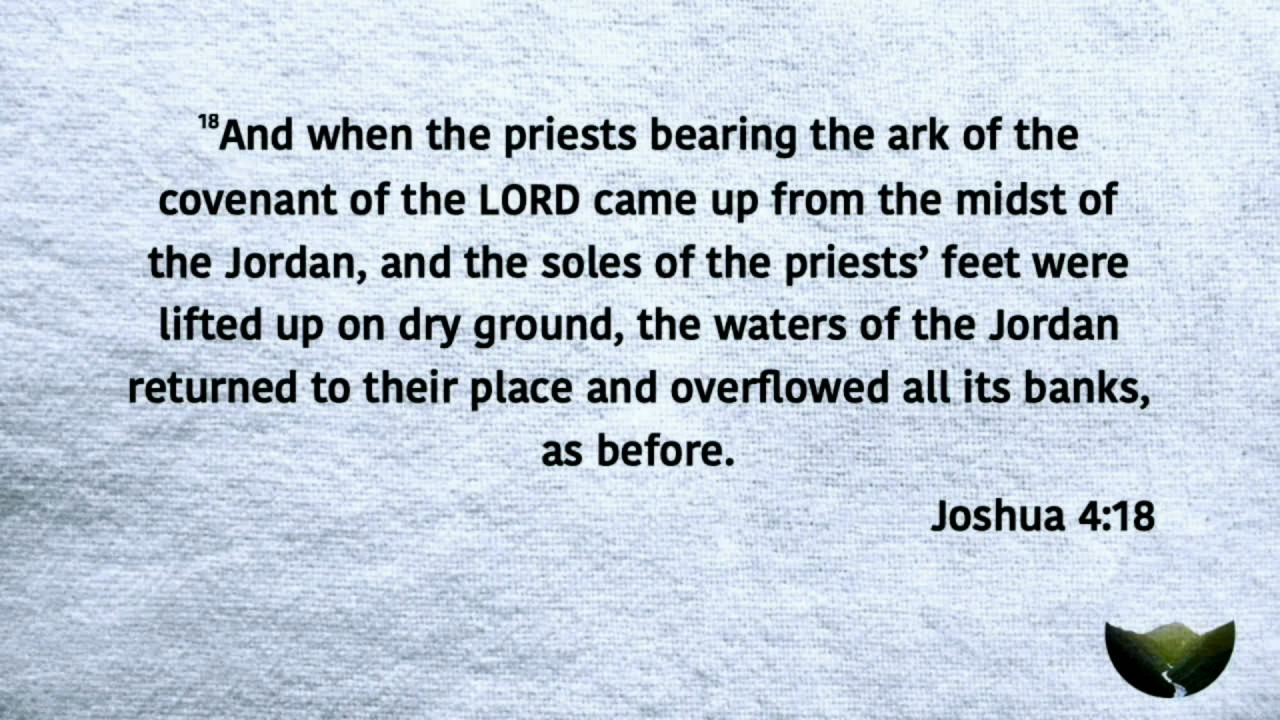 ¹⁸And when the priests bearing the ark of the
covenant of the LORD came up from the midst of
the Jordan, and the soles of the priests’ feet were
lifted up on dry ground, the waters of the Jordan
returned to their place and overflowed all its banks,
as before.
Joshua 4:18